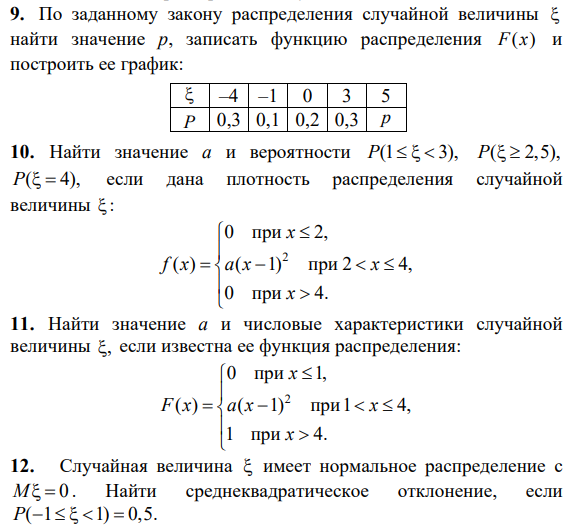 9. По заданному закону распределения случайной величины ξ
найти значение p, записать функцию распределения F(x) и
построить ее график:
ξ –4 –1 0 3 5
P 0,3 0,1 0,2 0,3 p
10. Найти значение a и вероятности P(1 ≤ ξ < 3), P(ξ ≥ 2,5),
P(ξ = 4), если дана плотность распределения случайной
величины ξ:
0 при x ≤ 2,
f(x) = { a(x − 1)² при 2 < x ≤ 4,
0 при x > 4.
11. Найти значение a и числовые характеристики случайной
величины ξ, если известна ее функция распределения:
0 при x ≤ 1,
F(x) = { a(x − 1)² при 1 < x ≤ 4,
1 при x > 4.
12. Случайная величина ξ имеет нормальное распределение с
Mξ = 0. Найти среднеквадратическое отклонение, если
P(−1 ≤ ξ < 1) = 0,5.